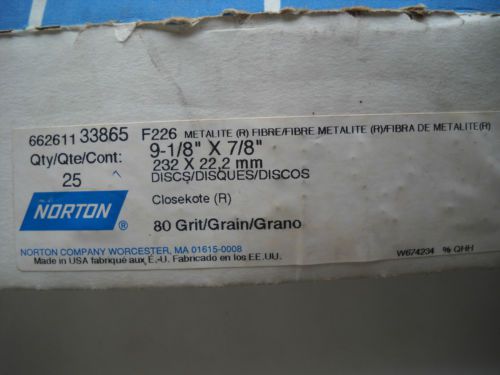 662611 33865 F226 METALITE (R) FIBRE/FIBRE METALITE (R)/FIBRA DE METALITE(R)
Qty/Qte/Cont: 9-1/8" X 7/8"
25 232 X 22,2 mm
DISCS/DISQUES/DISCOS
Closekote (R)
NORTON ®
80 Grit/Grain/Grano
NORTON COMPANY WORCESTER, MA 01615-0008
Made in USA fabriqué aux É.-U. Fabricado en los EE.UU.
W674234 % QHH